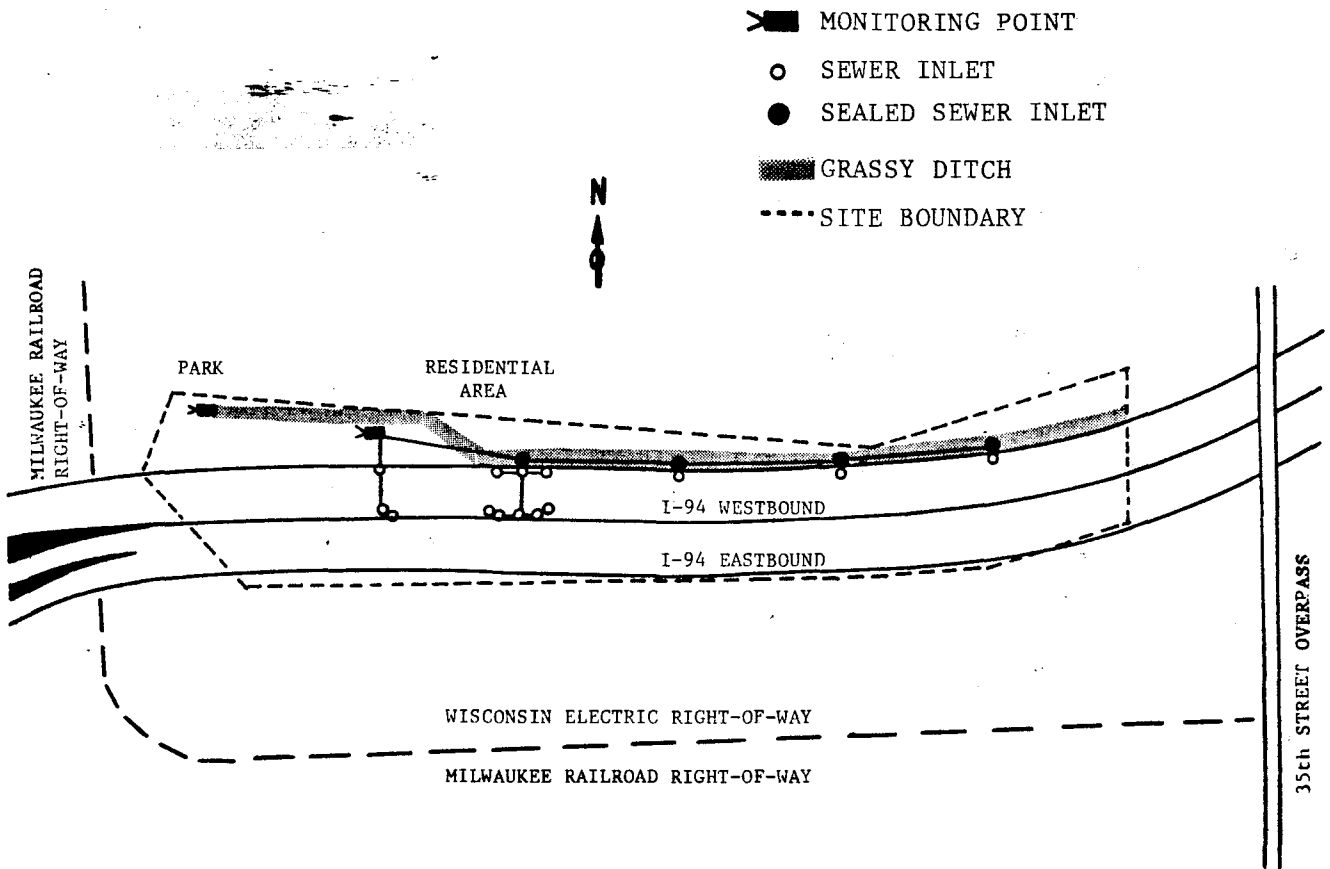 MONITORING POINT
SEWER INLET
SEALED SEWER INLET
GRASSY DITCH
SITE BOUNDARY
N
MILWAUKEE RAILROAD
RIGHT-OF-WAY
PARK
RESIDENTIAL
AREA
I-94 WESTBOUND
I-94 EASTBOUND
WISCONSIN ELECTRIC RIGHT-OF-WAY
MILWAUKEE RAILROAD RIGHT-OF-WAY
35th STREET OVERPASS